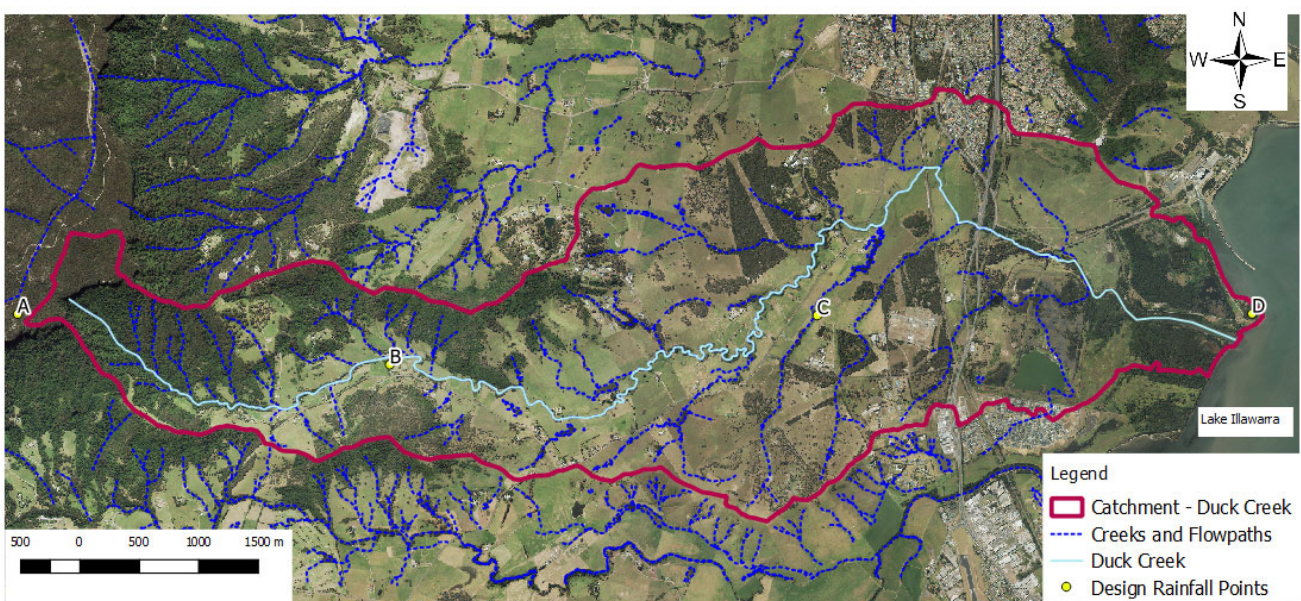 N
W E
S
A
B
C
D
Lake Illawarra
Legend
Catchment - Duck Creek
Creeks and Flowpaths
Duck Creek
Design Rainfall Points
500 0 500 1000 1500 m